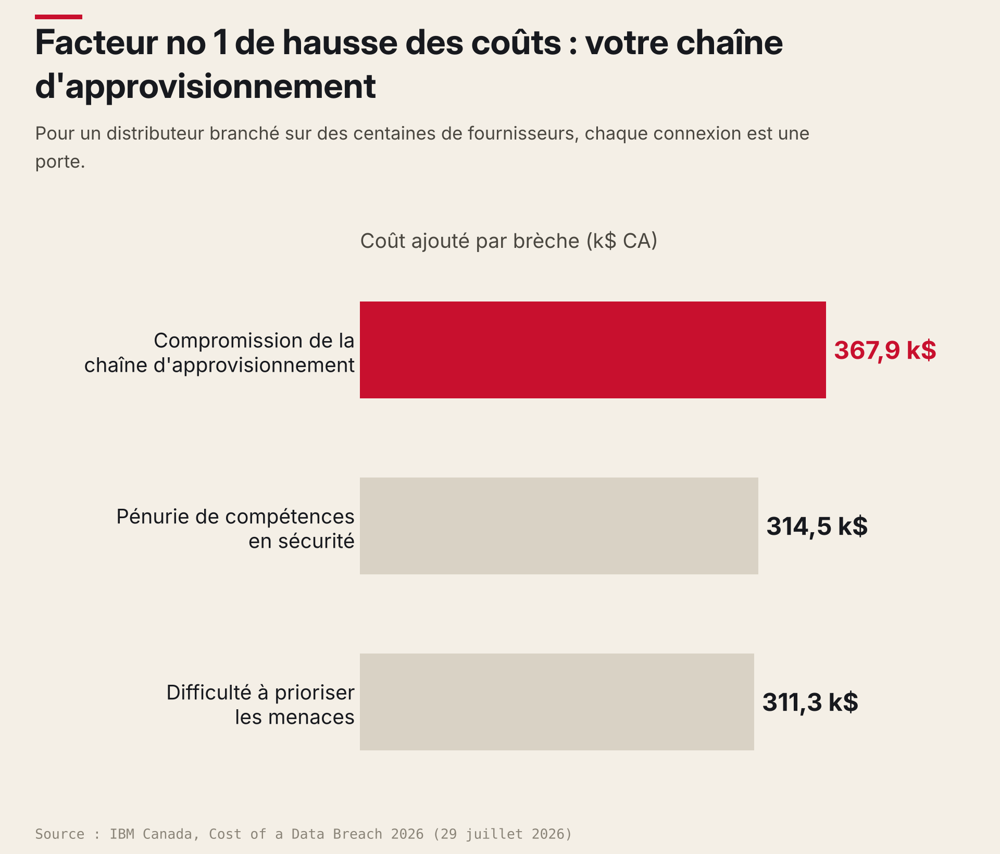 Facteur no 1 de hausse des coûts : votre chaîne
d'approvisionnement
Pour un distributeur branché sur des centaines de fournisseurs, chaque connexion est une
porte.
Coût ajouté par brèche (k$ CA)
Compromission de la
chaîne d'approvisionnement
367,9 k$
Pénurie de compétences
en sécurité
314,5 k$
Difficulté à prioriser
les menaces
311,3 k$
Source : IBM Canada, Cost of a Data Breach 2026 (29 juillet 2026)